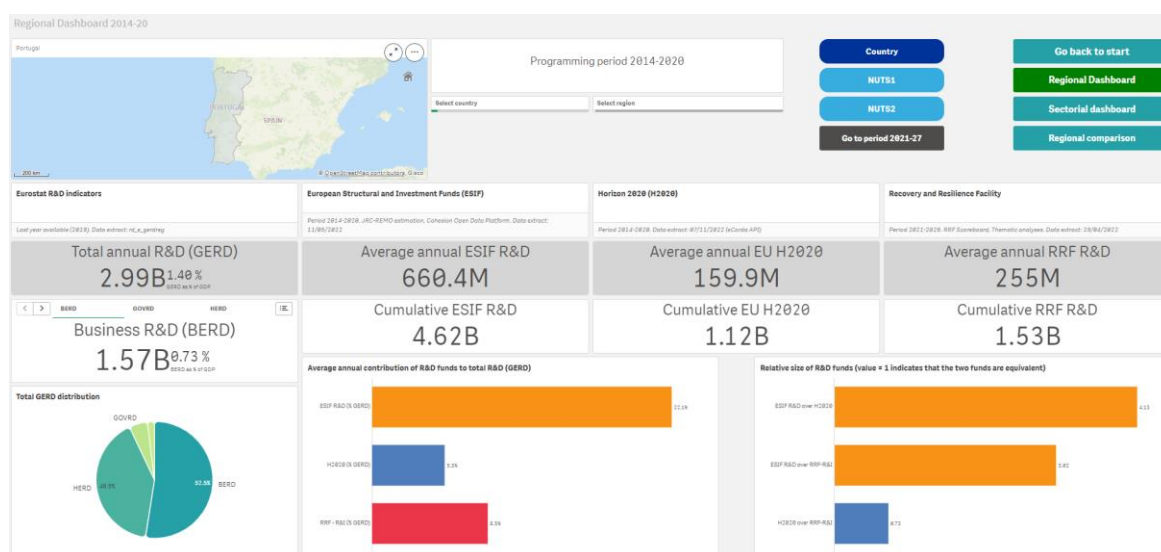 Regional Dashboard 2014-20
Portugal
PORTUGAL
SPAIN
200 km
© OpenStreetMap contributors
Programming period 2014-2020
Select country
Select region
Country
NUTS1
NUTS2
Go to period 2021-27
Go back to start
Regional Dashboard
Sectorial dashboard
Regional comparison
Eurostat R&D indicators
Last year available (2019). Data extract: rd_e_gerdreg
European Structural and Investment Funds (ESIF)
Period 2014-2020. JRC-REMO estimation, Cohesion Open Data Platform. Data extract:
11/05/2022
Horizon 2020 (H2020)
Period 2014-2020. Data extract: 07/11/2022 (eCorda API)
Recovery and Resilience Facility
Period 2021-2026. RRF Scoreboard, Thematic analyses. Data extract: 28/04/2022
Total annual R&D (GERD)
2.99B 1.40 %
GERD as % of GDP
Average annual ESIF R&D
660.4M
Average annual EU H2020
159.9M
Average annual RRF R&D
255M
BERD
GOVRD
HERD
Business R&D (BERD)
1.57B 0.73 %
BERD as % of GDP
Cumulative ESIF R&D
4.62B
Cumulative EU H2020
1.12B
Cumulative RRF R&D
1.53B
Total GERD distribution
GOVRD
HERD
52.5%
BERD
Average annual contribution of R&D funds to total R&D (GERD)
ESIF R&D (% GERD)
H2020 (% GERD)
RRF - R&I (% GERD)
Relative size of R&D funds (value = 1 indicates that the two funds are equivalent)
ESIF R&D over H2020
4.13
ESIF R&D over RRF-R&I
H2020 over RRF-R&I